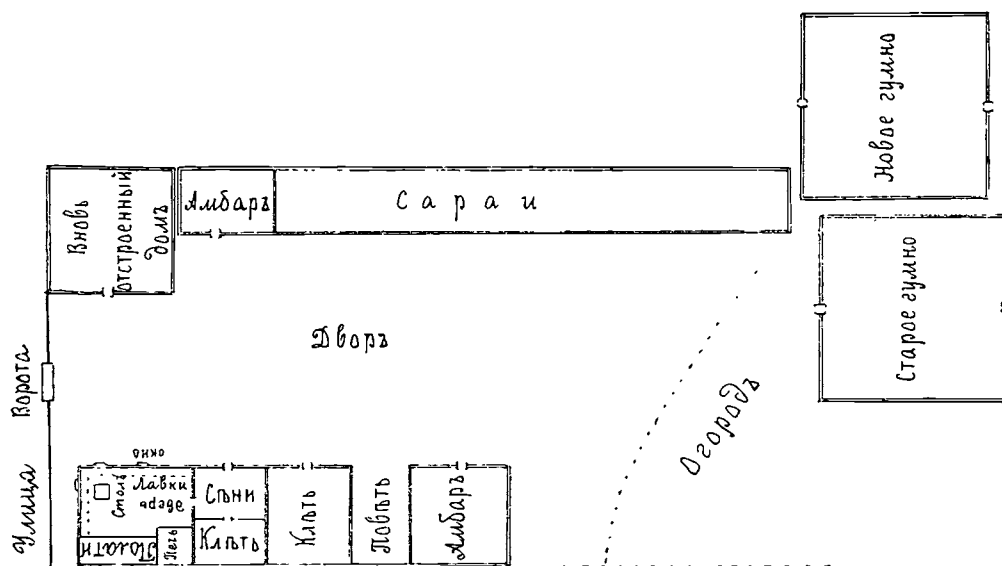 Новое гумно
Вновь
отстроенный
домъ
Амбаръ
Сараи
Старое гумно
Дворъ
Ворота
Огородъ
Улица
окно
Столъ
Лавки
дверь
Сѣни
Клѣть
Повѣть
Амбаръ
Полати
Печь
Клѣть